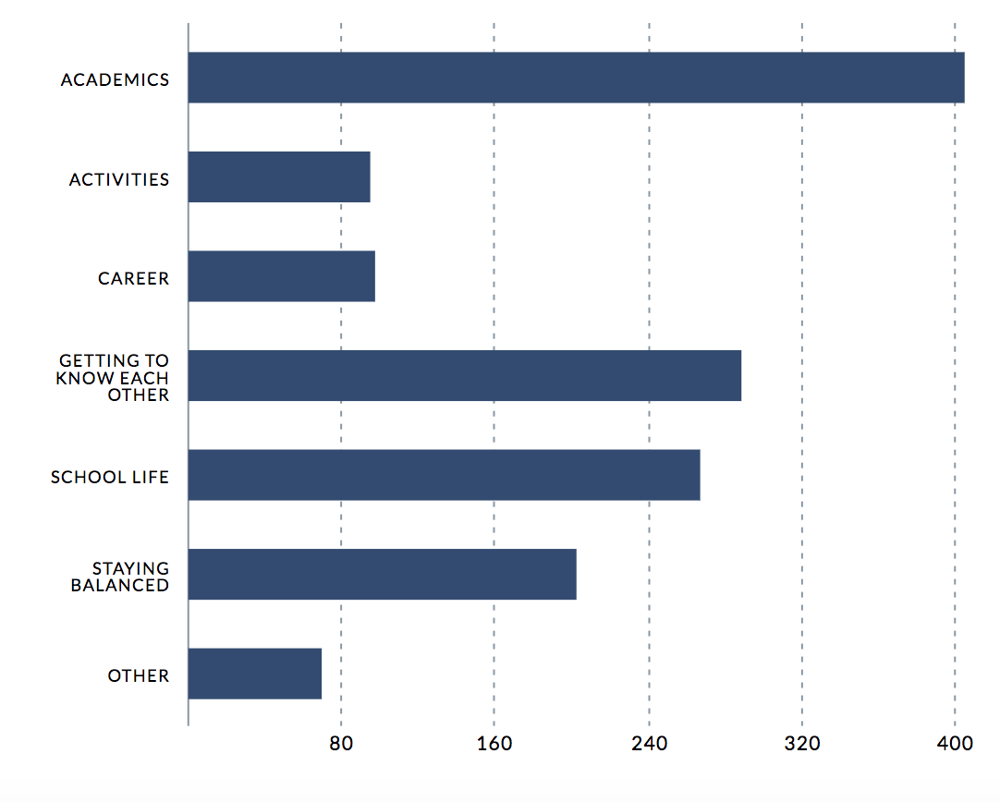 ACADEMICS
ACTIVITIES
CAREER
GETTING TO
KNOW EACH
OTHER
SCHOOL LIFE
STAYING
BALANCED
OTHER
80 160 240 320 400